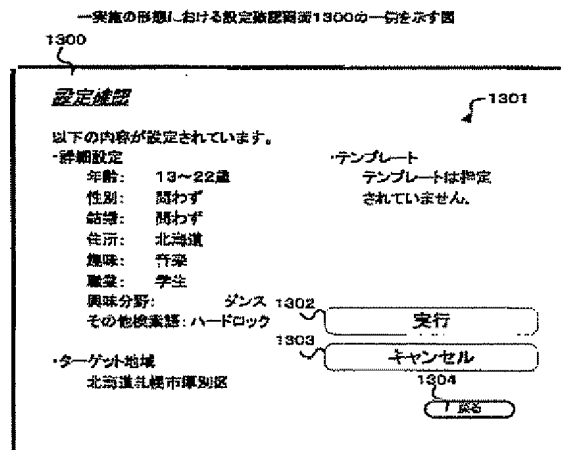 一実施の形態における設定確認画面1300の一例を示す図
1300
設定確認
1301
以下の内容が設定されています。
・詳細設定
年齢： 13～22歳
性別： 問わず
結婚： 問わず
住所： 北海道
趣味： 音楽
職業： 学生
興味分野： ダンス
その他検索語：ハードロック
・ターゲット地域
北海道札幌市厚別区
・テンプレート
テンプレートは指定
されていません。
1302
実行
1303
キャンセル
1304
戻る